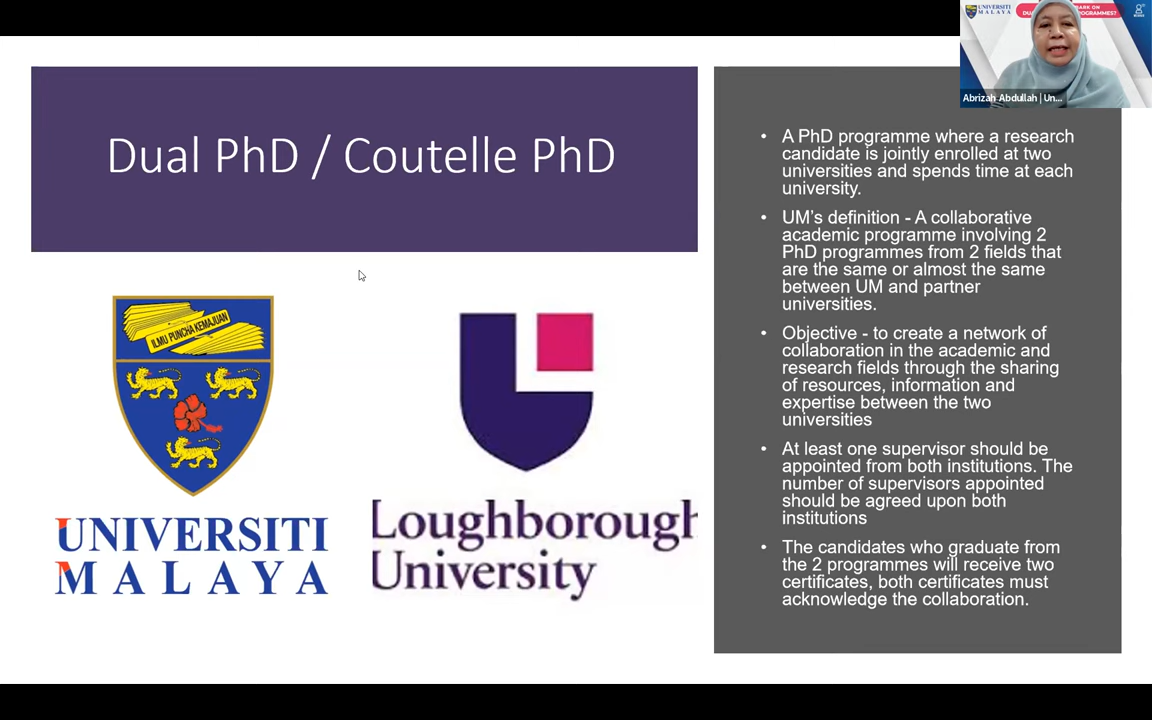 UNIVERSITI
MALAYA
ARK ON
PROGRAMMES?
Abrizah Abdullah | Un...
Dual PhD / Coutelle PhD
ILMU PUNCHA KEMAJUAN
UNIVERSITI
MALAYA
Loughborough
University
• A PhD programme where a research
candidate is jointly enrolled at two
universities and spends time at each
university.
• UM's definition - A collaborative
academic programme involving 2
PhD programmes from 2 fields that
are the same or almost the same
between UM and partner
universities.
• Objective - to create a network of
collaboration in the academic and
research fields through the sharing
of resources, information and
expertise between the two
universities
• At least one supervisor should be
appointed from both institutions. The
number of supervisors appointed
should be agreed upon both
institutions
• The candidates who graduate from
the 2 programmes will receive two
certificates, both certificates must
acknowledge the collaboration.